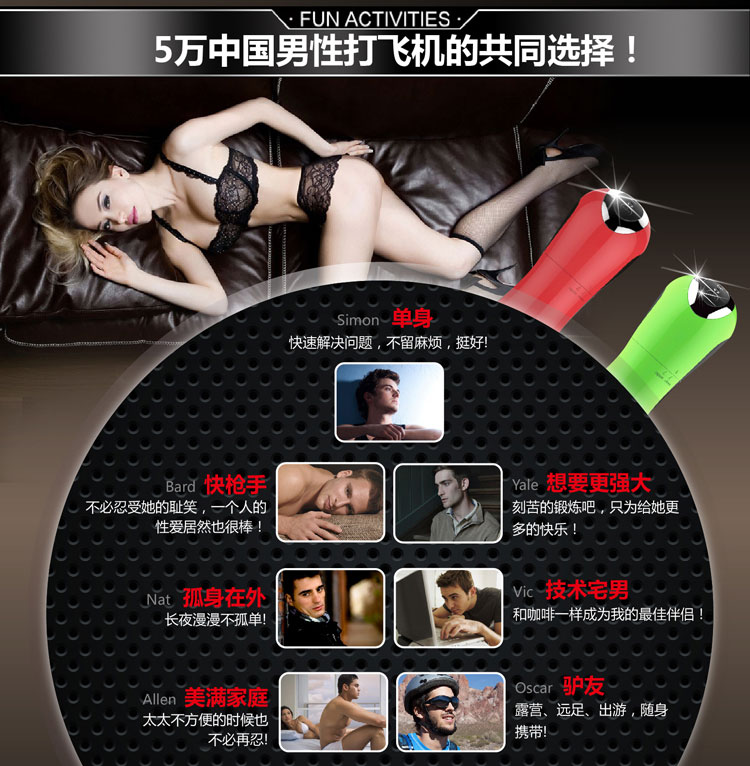 · FUN ACTIVITIES ·
5万中国男性打飞机的共同选择！
Simon 单身
快速解决问题，不留麻烦，挺好!
Bard 快枪手
不必忍受她的耻笑，一个人的
性爱居然也很棒！
Yale 想要更强大
刻苦的锻炼吧，只为给她更
多的快乐！
Nat 孤身在外
长夜漫漫不孤单!
Vic 技术宅男
和咖啡一样成为我的最佳伴侣！
Allen 美满家庭
太太不方便的时候也
不必再忍!
Oscar 驴友
露营、远足、出游，随身
携带!